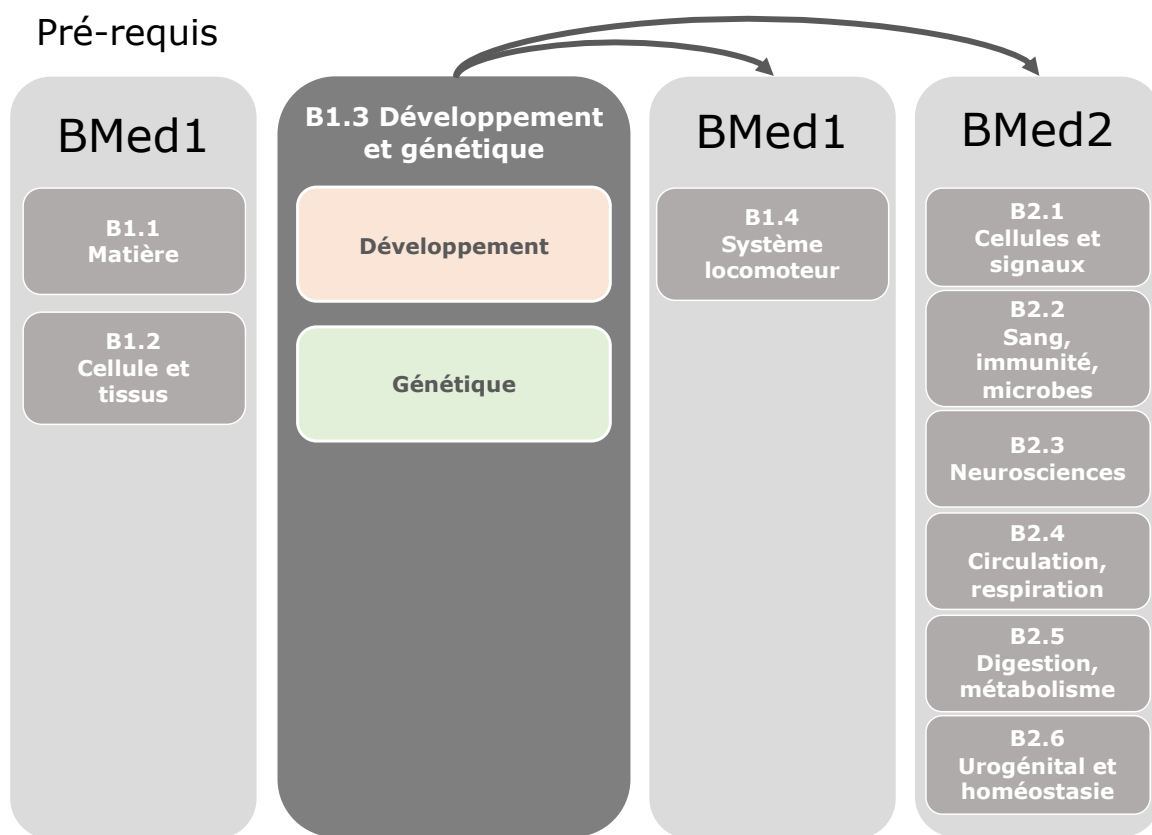 Pré-requis
BMed1
B1.1
Matière
B1.2
Cellule et
tissus
B1.3 Développement
et génétique
Développement
Génétique
BMed1
B1.4
Système
locomoteur
BMed2
B2.1
Cellules et
signaux
B2.2
Sang,
immunité,
microbes
B2.3
Neurosciences
B2.4
Circulation,
respiration
B2.5
Digestion,
métabolisme
B2.6
Urogénital et
homéostasie